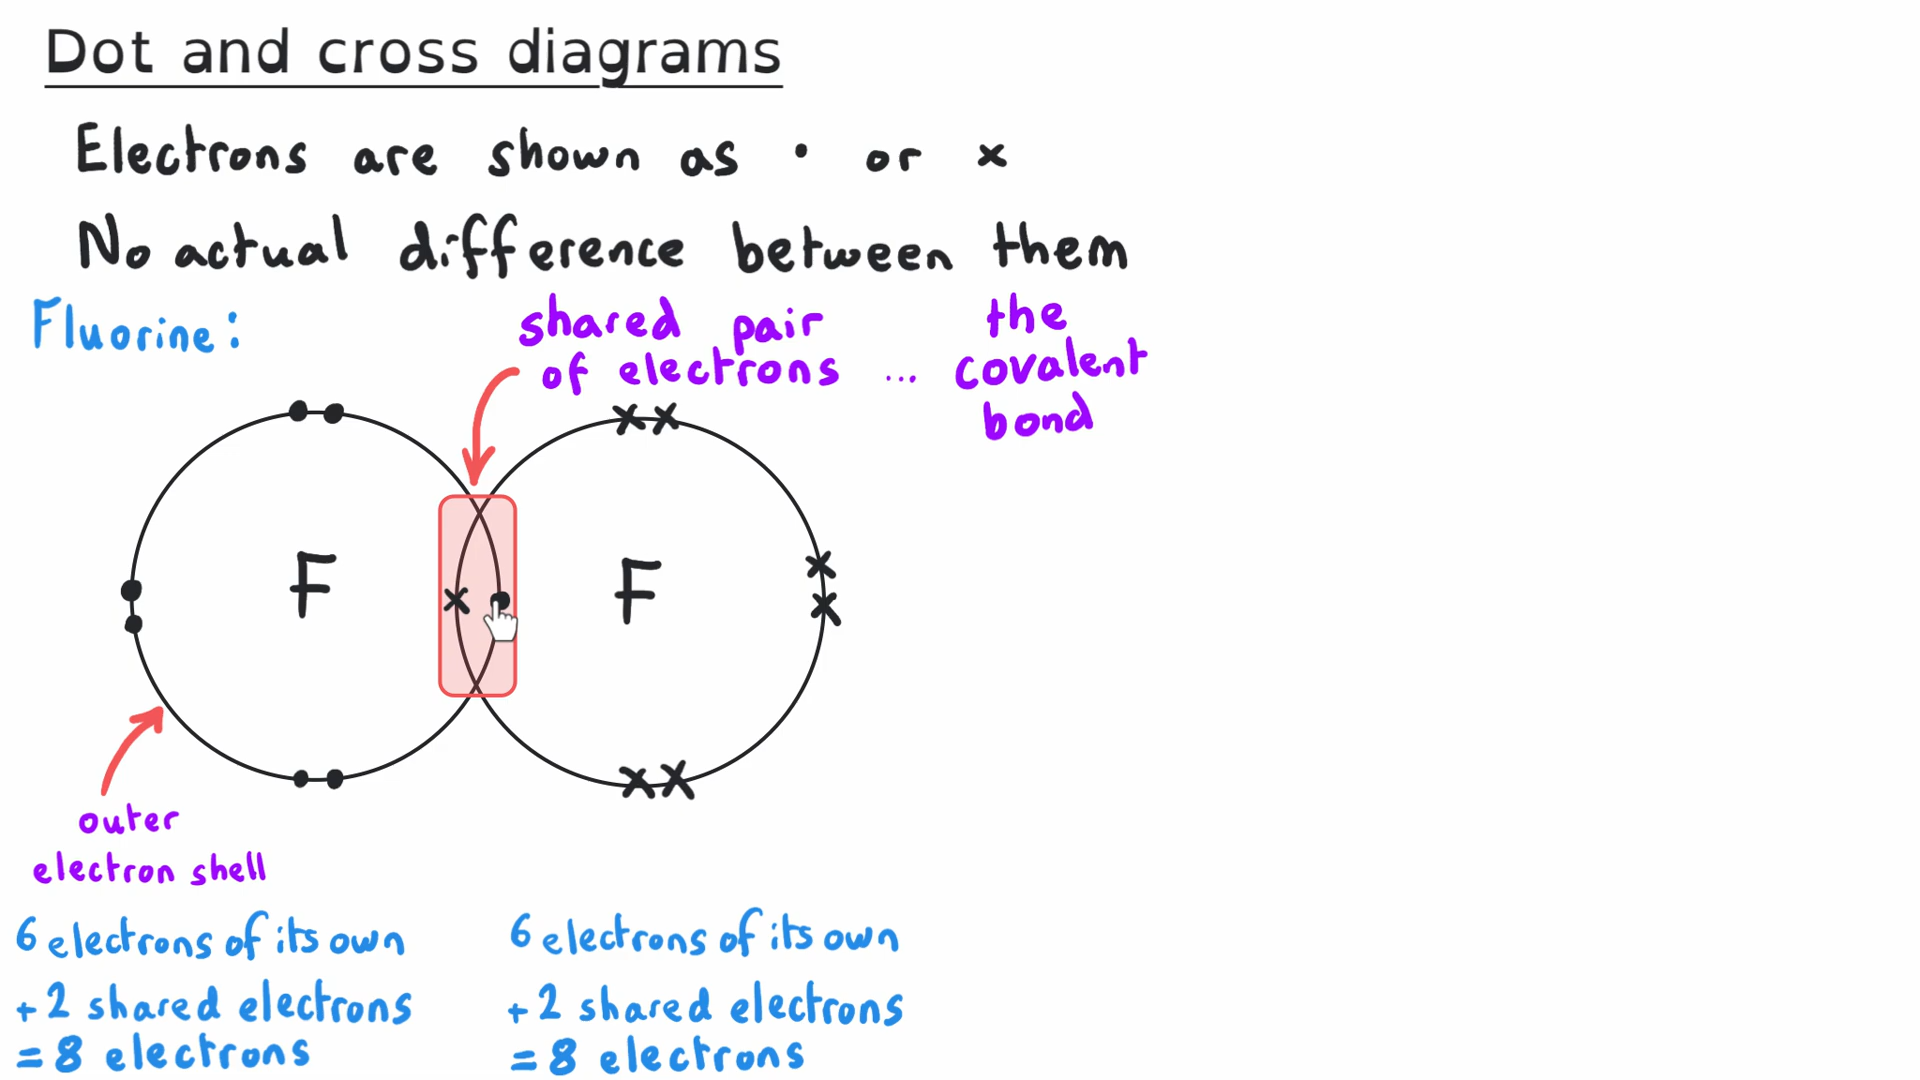 Dot and cross diagrams
Electrons are shown as • or x
No actual difference between them
Fluorine:
shared pair
of electrons ... the
covalent
bond
F
F
outer
electron shell
6 electrons of its own
+ 2 shared electrons
= 8 electrons
6 electrons of its own
+ 2 shared electrons
= 8 electrons